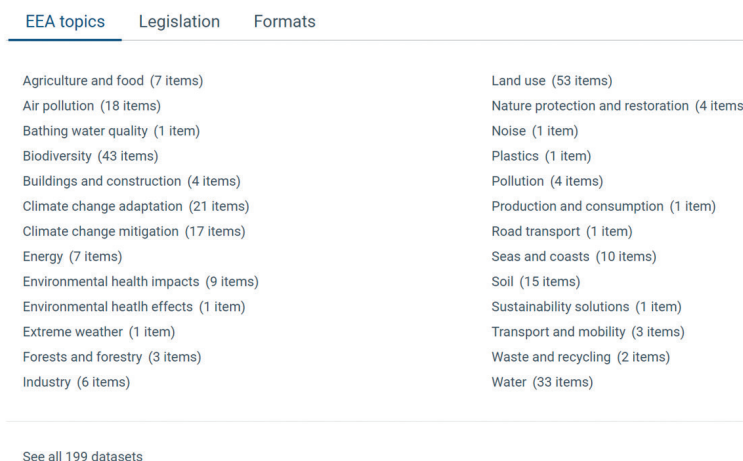 EEA topics Legislation Formats
Agriculture and food (7 items)
Air pollution (18 items)
Bathing water quality (1 item)
Biodiversity (43 items)
Buildings and construction (4 items)
Climate change adaptation (21 items)
Climate change mitigation (17 items)
Energy (7 items)
Environmental health impacts (9 items)
Environmental heatlh effects (1 item)
Extreme weather (1 item)
Forests and forestry (3 items)
Industry (6 items)
Land use (53 items)
Nature protection and restoration (4 items
Noise (1 item)
Plastics (1 item)
Pollution (4 items)
Production and consumption (1 item)
Road transport (1 item)
Seas and coasts (10 items)
Soil (15 items)
Sustainability solutions (1 item)
Transport and mobility (3 items)
Waste and recycling (2 items)
Water (33 items)
See all 199 datasets